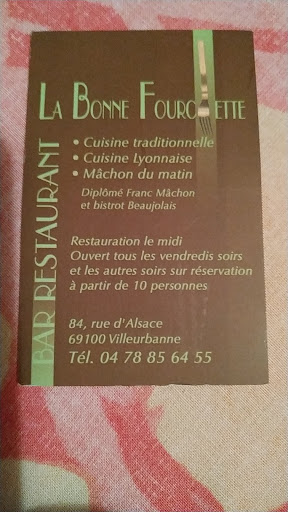 La Bonne Fourchette
BAR RESTAURANT
• Cuisine traditionnelle
• Cuisine Lyonnaise
• Mâchon du matin
Diplômé Franc Mâchon
et bistrot Beaujolais
Restauration le midi
Ouvert tous les vendredis soirs
et les autres soirs sur réservation
à partir de 10 personnes
84, rue d'Alsace
69100 Villeurbanne
Tél. 04 78 85 64 55